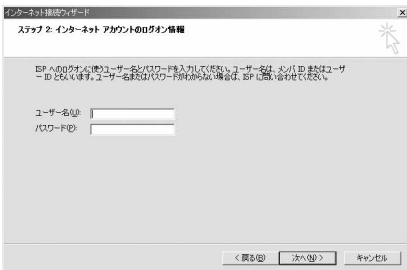 インターネット接続ウィザード
ステップ 2: インターネット アカウントのログオン情報
ISP へのログオンに使うユーザー名とパスワードを入力してください。ユーザー名は、メンバ ID またはユーザ
ー ID ともいいます。ユーザー名またはパスワードがわからない場合は、ISP に問い合わせてください。
ユーザー名(U):
パスワード(P):
< 戻る(B)
次へ(N) >
キャンセル